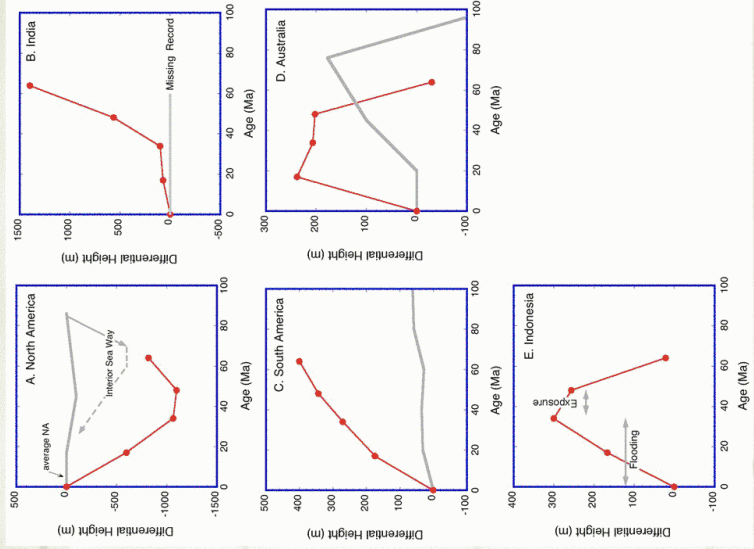 A. North America
average NA
Interior Sea Way
500
0
-500
-1000
-1500
Differential Height (m)
0
20
40
60
80
100
Age (Ma)
B. India
Missing Record
1500
1000
500
0
-500
Differential Height (m)
0
20
40
60
80
100
Age (Ma)
C. South America
500
400
300
200
100
0
-100
Differential Height (m)
0
20
40
60
80
100
Age (Ma)
D. Australia
300
200
100
0
-100
Differential Height (m)
0
20
40
60
80
100
Age (Ma)
E. Indonesia
Exposure
Flooding
400
300
200
100
0
-100
Differential Height (m)
0
20
40
60
80
100
Age (Ma)